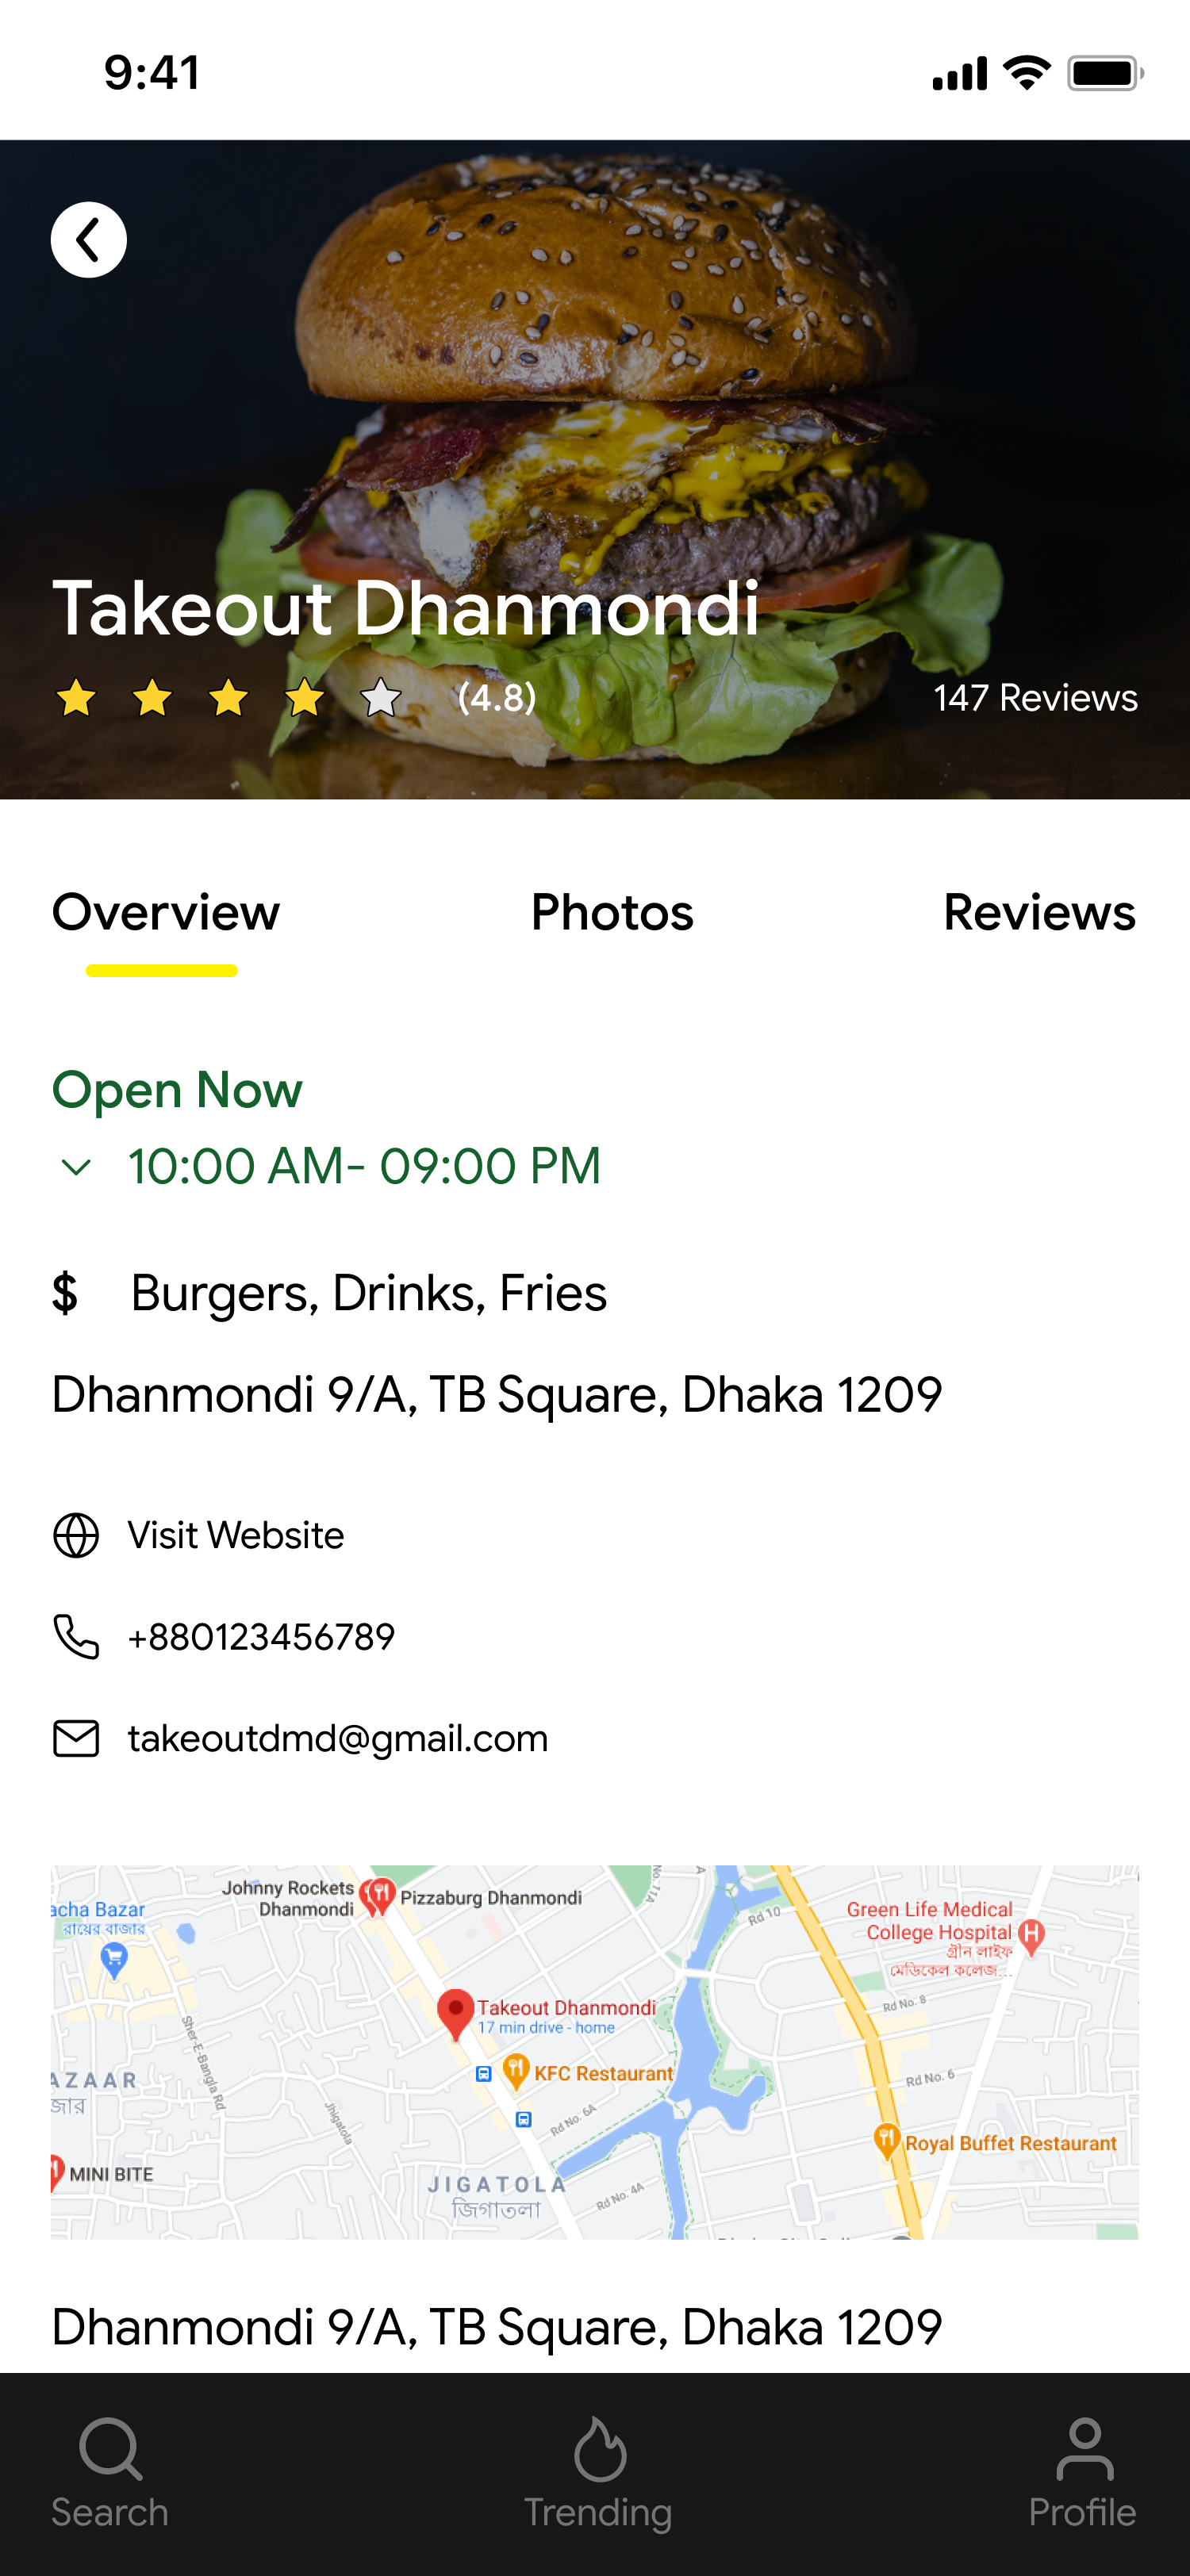 9:41
Takeout Dhanmondi
(4.8)
147 Reviews
Overview
Photos
Reviews
Open Now
10:00 AM- 09:00 PM
$ Burgers, Drinks, Fries
Dhanmondi 9/A, TB Square, Dhaka 1209
Visit Website
+880123456789
takeoutdmd@gmail.com
Johnny Rockets
Dhanmondi
Pizzaburg Dhanmondi
No. 11A
A
acha Bazar
রায়ের বাজার
Rd 10
Green Life Medical
College Hospital
গ্রীন লাইফ
মেডিকেল কলেজ...
H
Takeout Dhanmondi
17 min drive - home
Rd No. 8
Sher-E-Bangla Rd
KFC Restaurant
AZAAR
জার
Rd No. 6
Jhigatola
Rd No. 6A
Royal Buffet Restaurant
MINI BITE
JIGATOLA
জিগাতলা
Rd No. 4A
Dhanmondi 9/A, TB Square, Dhaka 1209
Search
Trending
Profile